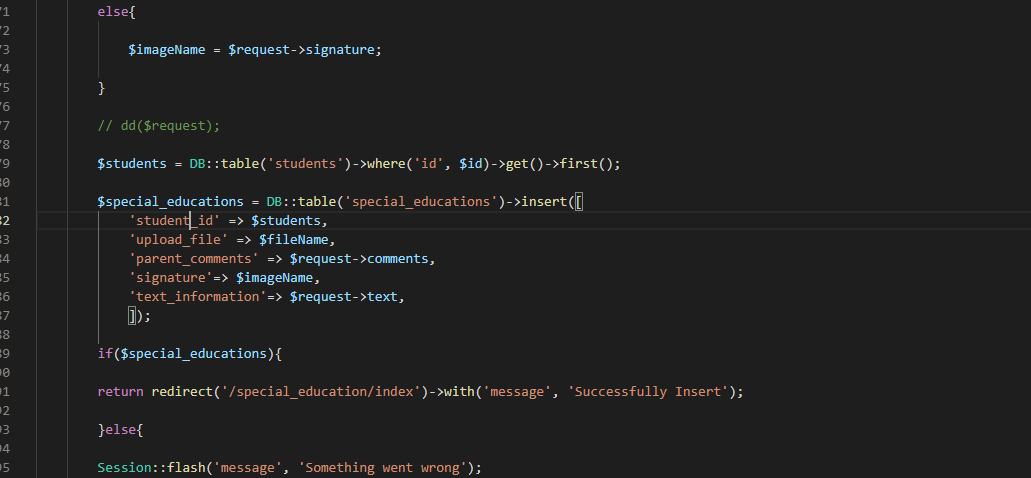 71 else{
72
73 $imageName = $request->signature;
74
75 }
76
77 // dd($request);
78
79 $students = DB::table('students')->where('id', $id)->get()->first();
80
81 $special_educations = DB::table('special_educations')->insert([
82 'student_id' => $students,
83 'upload_file' => $fileName,
84 'parent_comments' => $request->comments,
85 'signature'=> $imageName,
86 'text_information'=> $request->text,
87 ]);
88
89 if($special_educations){
90
91 return redirect('/special_education/index')->with('message', 'Successfully Insert');
92
93 }else{
94
95 Session::flash('message', 'Something went wrong');